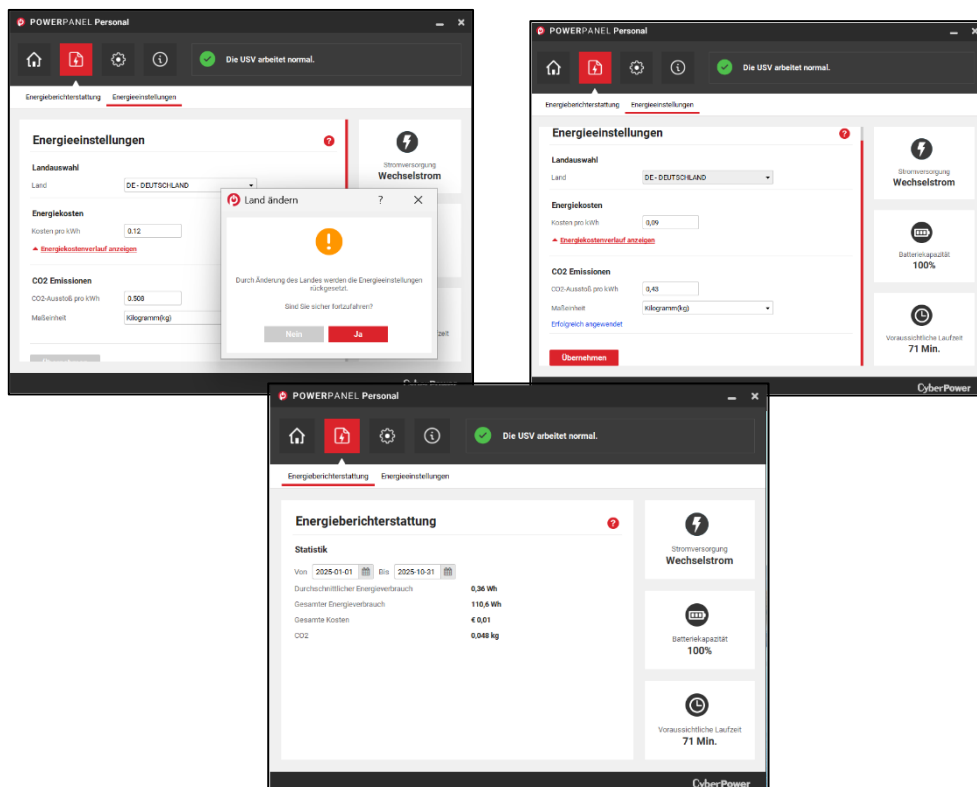 POWERPANEL Personal
Die USV arbeitet normal.
Energieberichterstattung Energieeinstellungen
Energieeinstellungen
?
Landauswahl
Land DE - DEUTSCHLAND
Energiekosten
Kosten pro kWh 0.12
Energiekostenverlauf anzeigen
CO2 Emissionen
CO2-Ausstoß pro kWh 0.508
Maßeinheit Kilogramm(kg)
Stromversorgung
Wechselstrom
Land ändern ? X
!
Durch Änderung des Landes werden die Energieeinstellungen
rückgesetzt.
Sind Sie sicher fortzufahren?
Nein Ja
POWERPANEL Personal
Die USV arbeitet normal.
Energieberichterstattung Energieeinstellungen
Energieeinstellungen
?
Landauswahl
Land DE - DEUTSCHLAND
Energiekosten
Kosten pro kWh 0,09
Energiekostenverlauf anzeigen
CO2 Emissionen
CO2-Ausstoß pro kWh 0,43
Maßeinheit Kilogramm(kg)
Erfolgreich angewendet
Übernehmen
Stromversorgung
Wechselstrom
Batteriekapazität
100%
Voraussichtliche Laufzeit
71 Min.
CyberPower
POWERPANEL Personal
Die USV arbeitet normal.
Energieberichterstattung Energieeinstellungen
Energieberichterstattung
?
Statistik
Von 2025-01-01 Bis 2025-10-31
Durchschnittlicher Energieverbrauch 0,36 Wh
Gesamter Energieverbrauch 110,6 Wh
Gesamte Kosten € 0,01
CO2 0,048 kg
Stromversorgung
Wechselstrom
Batteriekapazität
100%
Voraussichtliche Laufzeit
71 Min.
CyberPower